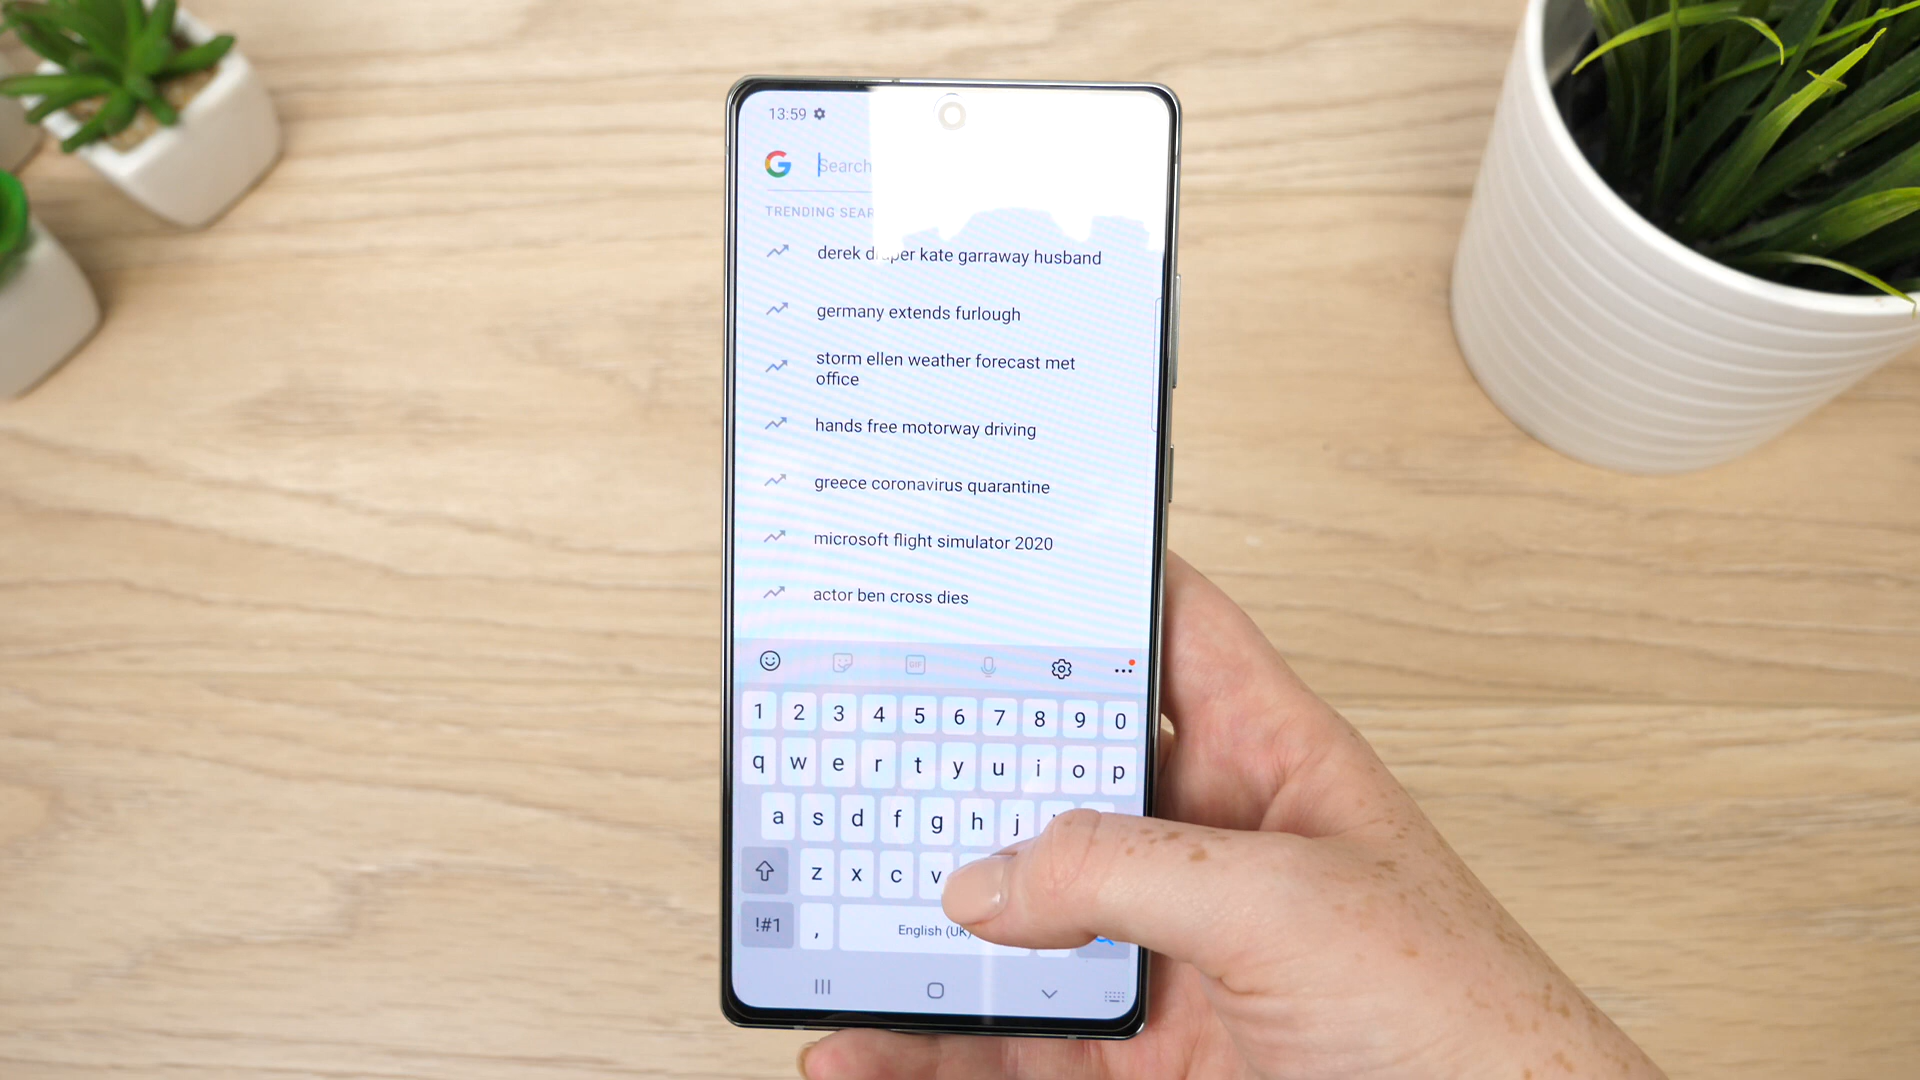 13:59
Search
TRENDING SEAR
derek draper kate garraway husband
germany extends furlough
storm ellen weather forecast met
office
hands free motorway driving
greece coronavirus quarantine
microsoft flight simulator 2020
actor ben cross dies
GIF
1 2 3 4 5 6 7 8 9 0
q w e r t y u i o p
a s d f g h j
z x c v
!#1 , English (UK)